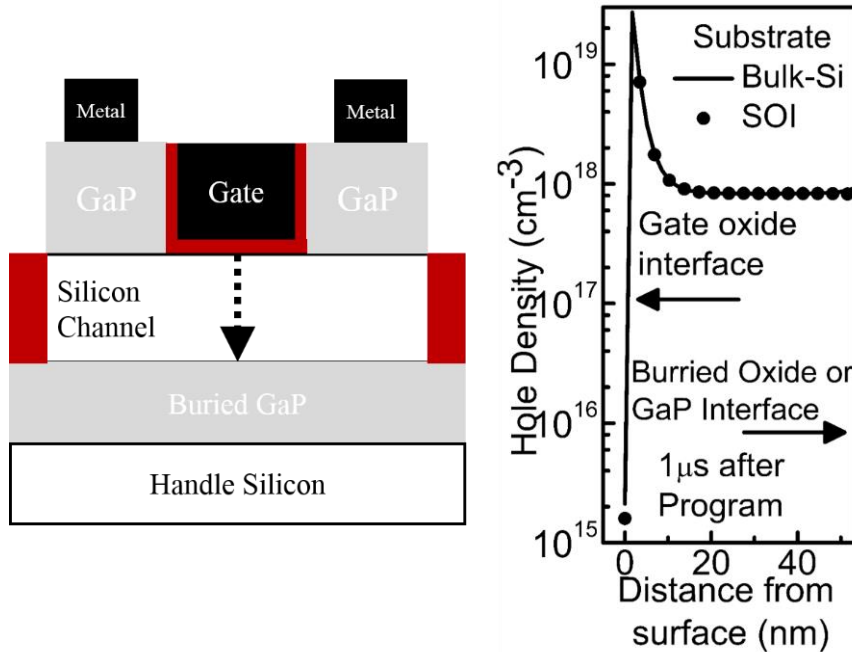 Metal
Metal
GaP
Gate
GaP
Silicon
Channel
Buried GaP
Handle Silicon
Hole Density (cm-3)
10^19
10^18
10^17
10^16
10^15
Substrate
Bulk-Si
SOI
Gate oxide
interface
Burried Oxide or
GaP Interface
1μs after
Program
0
20
40
Distance from
surface (nm)